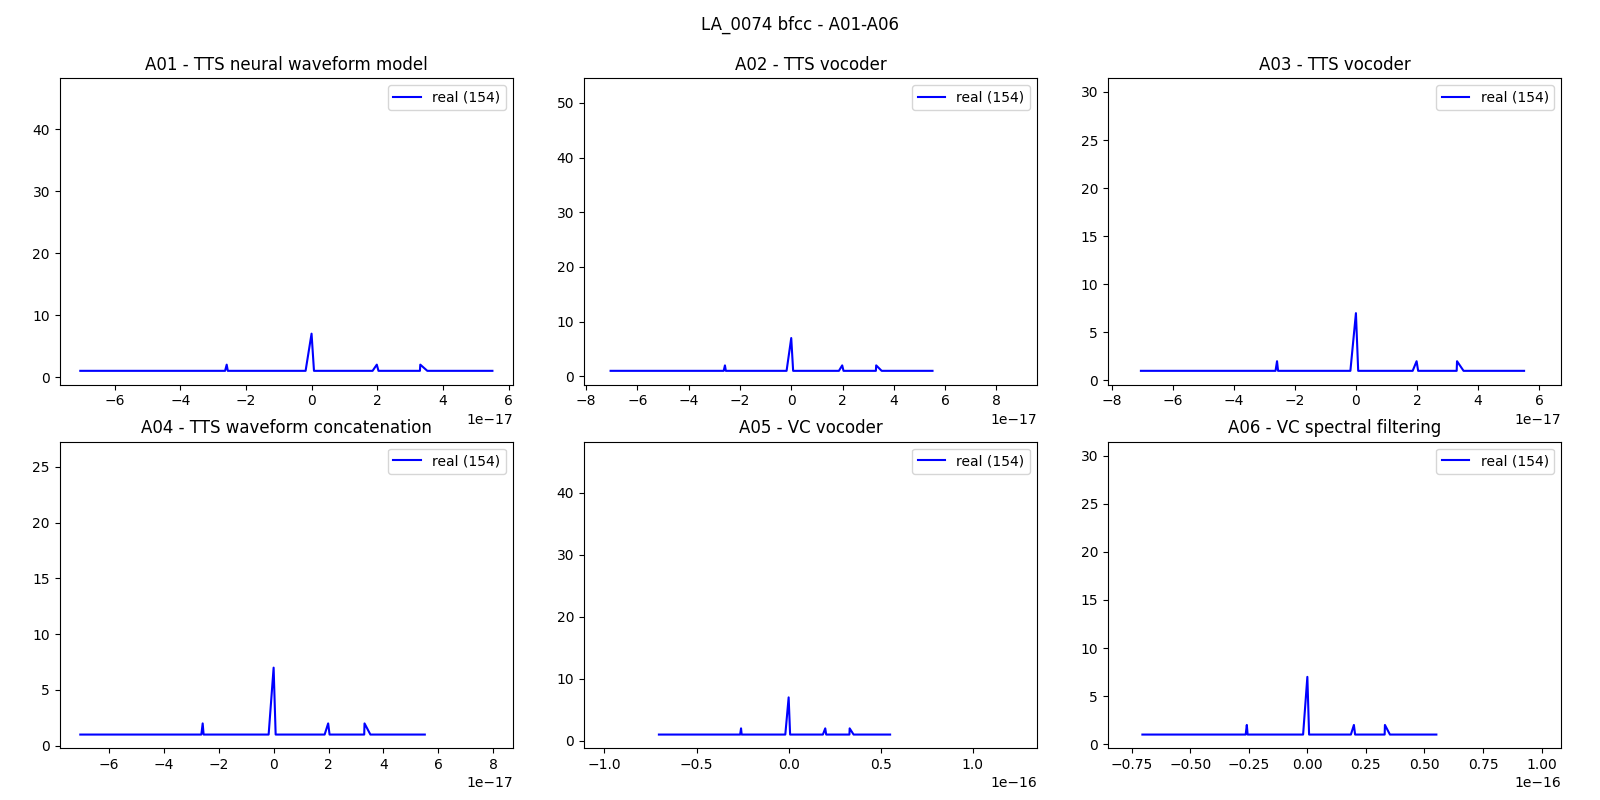 LA_0074 bfcc - A01-A06
A01 - TTS neural waveform model
real (154)
40
30
20
10
0
−6 −4 −2 0 2 4 6
1e−17
A02 - TTS vocoder
real (154)
50
40
30
20
10
0
−8 −6 −4 −2 0 2 4 6 8
A03 - TTS vocoder
real (154)
30
25
20
15
10
5
0
−8 −6 −4 −2 0 2 4 6
1e−17
A04 - TTS waveform concatenation
real (154)
25
20
15
10
5
0
−6 −4 −2 0 2 4 6 8
1e−17
1e−17
A05 - VC vocoder
real (154)
40
30
20
10
0
−1.0 −0.5 0.0 0.5 1.0
1e−16
A06 - VC spectral filtering
real (154)
30
25
20
15
10
5
0
−0.75 −0.50 −0.25 0.00 0.25 0.50 0.75 1.00
1e−16